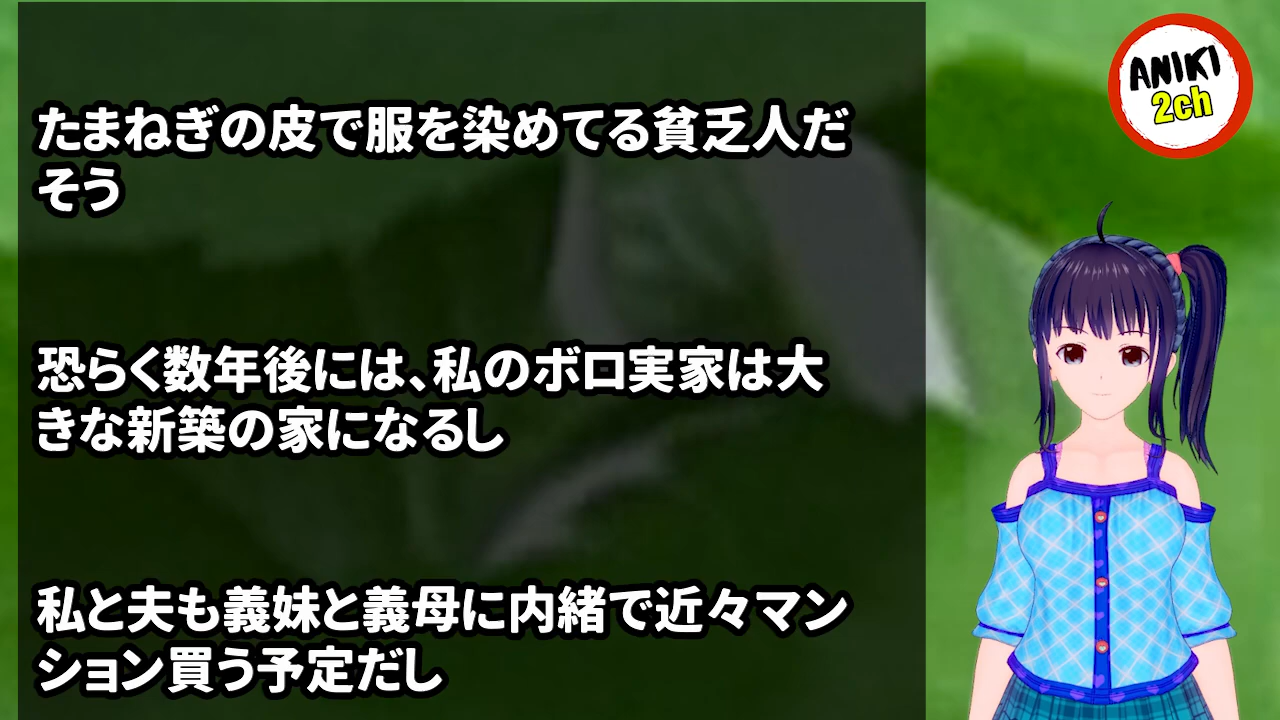 ANIKI
2ch
たまねぎの皮で服を染めてる貧乏人だ
そう
恐らく数年後には、私のボロ実家は大
きな新築の家になるし
私と夫も義妹と義母に内緒で近々マン
ション買う予定だし